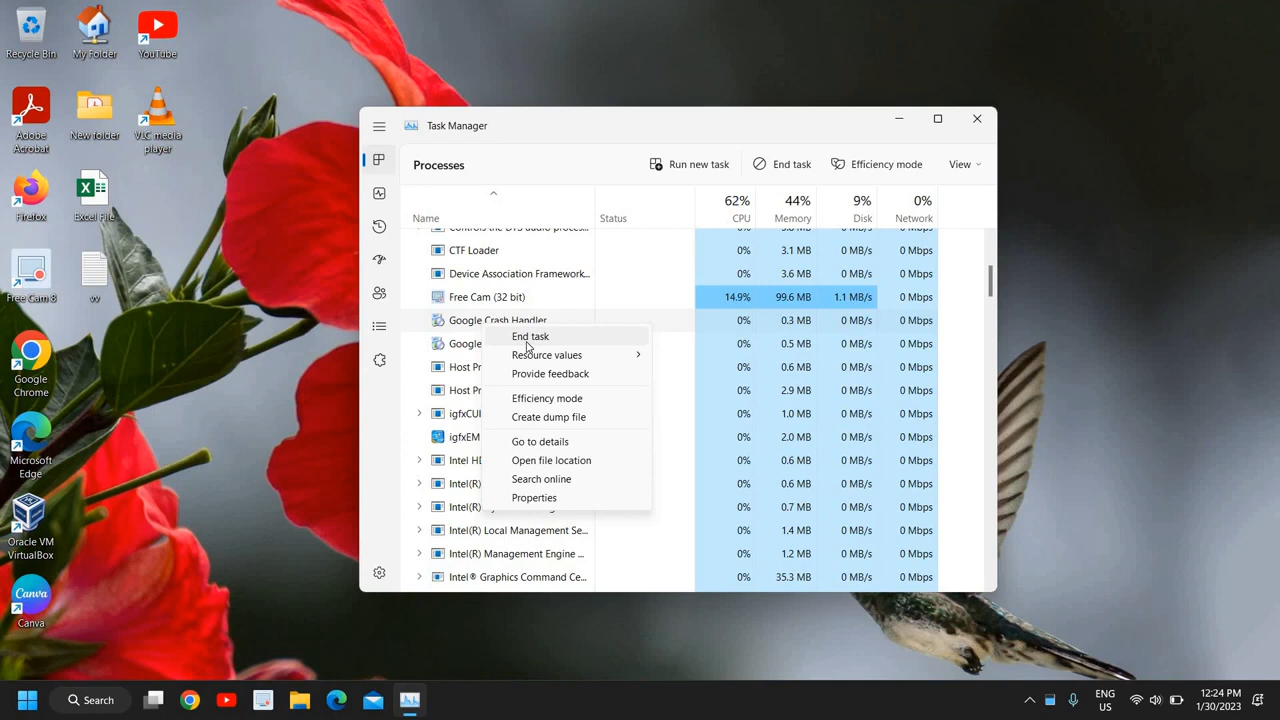 Recycle Bin
My Folder
YouTube
Adobe
Acrobat
New folder
VLC media
player
Firefox
Excel File
Free Cam 8
vv
Google
Chrome
Microsoft
Edge
Oracle VM
VirtualBox
Canva
Canva
Task Manager
Processes
Run new task
End task
Efficiency mode
View
62% 44% 9% 0%
Name Status CPU Memory Disk Network
Controls the DTS audio proces...
CTF Loader 0% 3.1 MB 0 MB/s 0 Mbps
Device Association Framework... 0% 3.6 MB 0 MB/s 0 Mbps
Free Cam (32 bit) 14.9% 99.6 MB 1.1 MB/s 0 Mbps
Google Crash Handler 0% 0.3 MB 0 MB/s 0 Mbps
Google 0% 0.5 MB 0 MB/s 0 Mbps
Host Pr 0% 0.6 MB 0 MB/s 0 Mbps
Host Pr 0% 2.9 MB 0 MB/s 0 Mbps
igfxCUI 0% 1.0 MB 0 MB/s 0 Mbps
igfxEM 0% 2.0 MB 0 MB/s 0 Mbps
Intel HD 0% 0.6 MB 0 MB/s 0 Mbps
Intel(R) 0% 0.6 MB 0 MB/s 0 Mbps
Intel(R) 0% 0.7 MB 0 MB/s 0 Mbps
Intel(R) Local Management Se... 0% 1.4 MB 0 MB/s 0 Mbps
Intel(R) Management Engine ... 0% 1.2 MB 0 MB/s 0 Mbps
Intel® Graphics Command Ce... 0% 35.3 MB 0 MB/s 0 Mbps
End task
Resource values
Provide feedback
Efficiency mode
Create dump file
Go to details
Open file location
Search online
Properties
Search
ENG
US
12:24 PM
1/30/2023